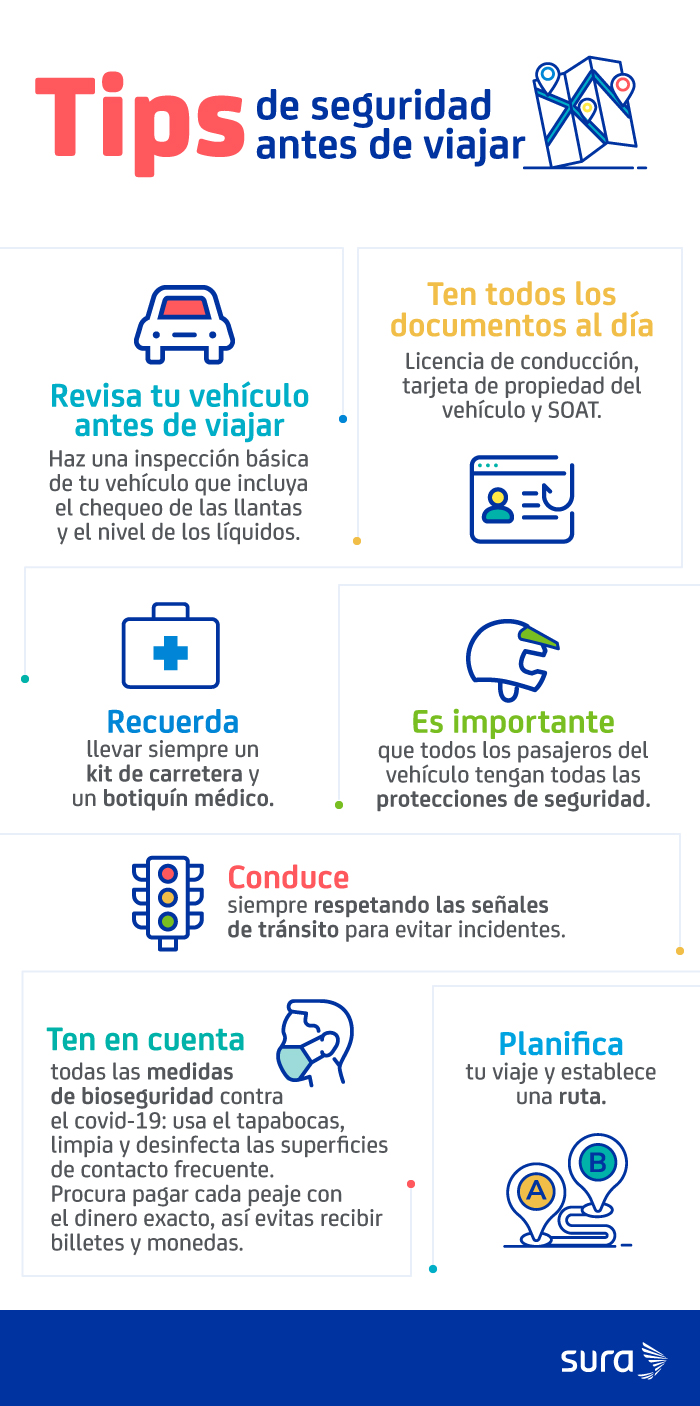 Tips
de seguridad
antes de viajar
Revisa tu vehículo
antes de viajar
Haz una inspección básica
de tu vehículo que incluya
el chequeo de las llantas
y el nivel de los líquidos.
Ten todos los
documentos al día
Licencia de conducción,
tarjeta de propiedad del
vehículo y SOAT.
Recuerda
llevar siempre un
kit de carretera y
un botiquín médico.
Es importante
que todos los pasajeros del
vehículo tengan todas las
protecciones de seguridad.
Conduce
siempre respetando las señales
de tránsito para evitar incidentes.
Ten en cuenta
todas las medidas
de bioseguridad contra
el covid-19: usa el tapabocas,
limpia y desinfecta las superficies
de contacto frecuente.
Procura pagar cada peaje con
el dinero exacto, así evitas recibir
billetes y monedas.
Planifica
tu viaje y establece
una ruta.
B
A
sura